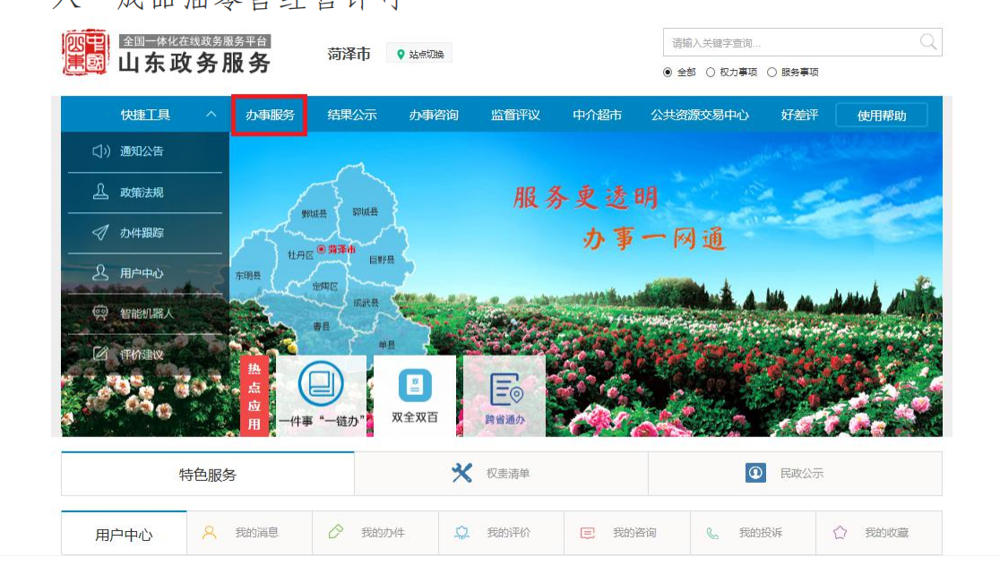 成品油零售经营许可
中國
山東
全国一体化在线政务服务平台
山东政务服务
菏泽市
站点切换
请输入关键字查询...
全部 权力事项 服务事项
快捷工具 办事服务 结果公示 办事咨询 监督评议 中介超市 公共资源交易中心 好差评 使用帮助
通知公告
政策法规
办件跟踪
用户中心
智能机器人
评价建议
服务更透明
办事一网通
鄄城县 郓城县
牡丹区 菏泽市 巨野县
东明县 定陶区
成武县
曹县
单县
热点应用
一件事“一链办”
双全双百
跨省通办
特色服务 权责清单 民政公示
用户中心 我的消息 我的办件 我的评价 我的咨询 我的投诉 我的收藏